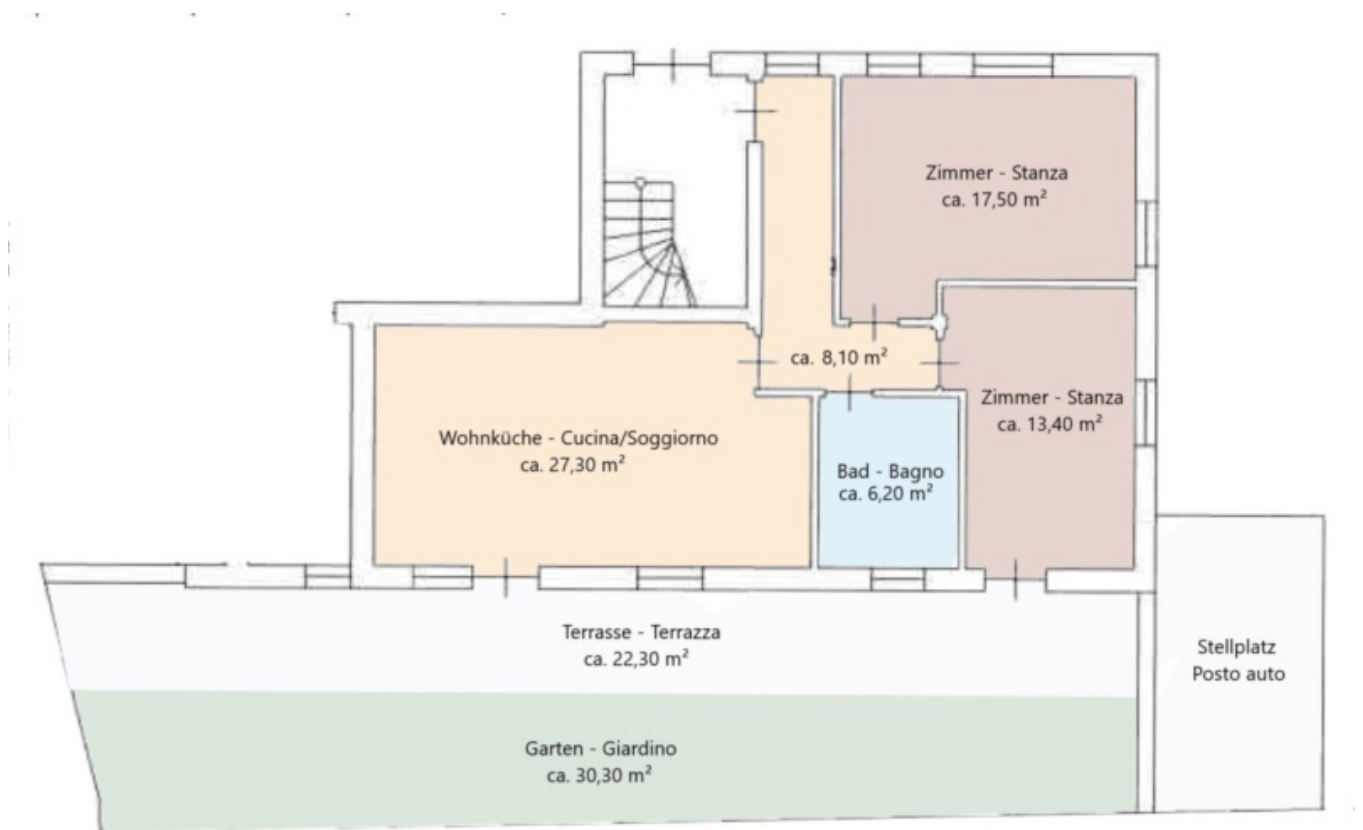 Zimmer - Stanza
ca. 17,50 m²
ca. 8,10 m²
Zimmer - Stanza
ca. 13,40 m²
Wohnküche - Cucina/Soggiorno
ca. 27,30 m²
Bad - Bagno
ca. 6,20 m²
Terrasse - Terrazza
ca. 22,30 m²
Stellplatz
Posto auto
Garten - Giardino
ca. 30,30 m²